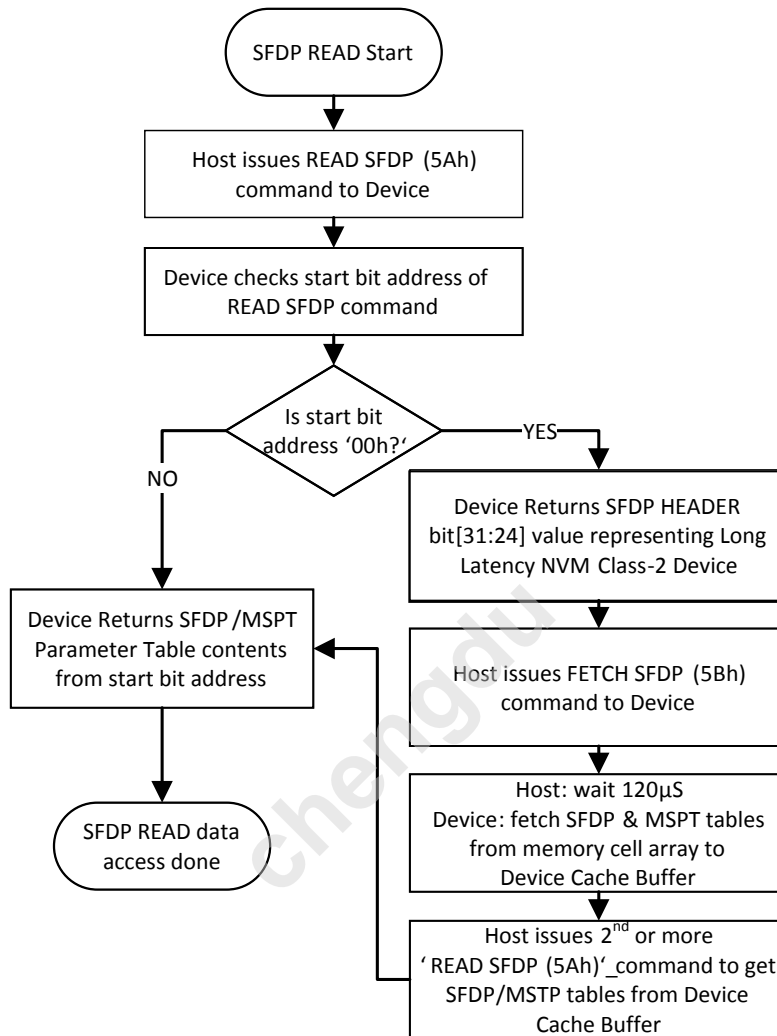 SFDP READ Start
Host issues READ SFDP (5Ah)
command to Device
Device checks start bit address of
READ SFDP command
Is start bit
address ‘00h?‘
YES
NO
Device Returns SFDP HEADER
bit[31:24] value representing Long
Latency NVM Class-2 Device
Device Returns SFDP/MSPT
Parameter Table contents
from start bit address
Host issues FETCH SFDP (5Bh)
command to Device
Host: wait 120µS
Device: fetch SFDP & MSPT tables
from memory cell array to
Device Cache Buffer
SFDP READ data
access done
Host issues 2nd or more
‘ READ SFDP (5Ah)‘_command to get
SFDP/MSTP tables from Device
Cache Buffer
chengdu